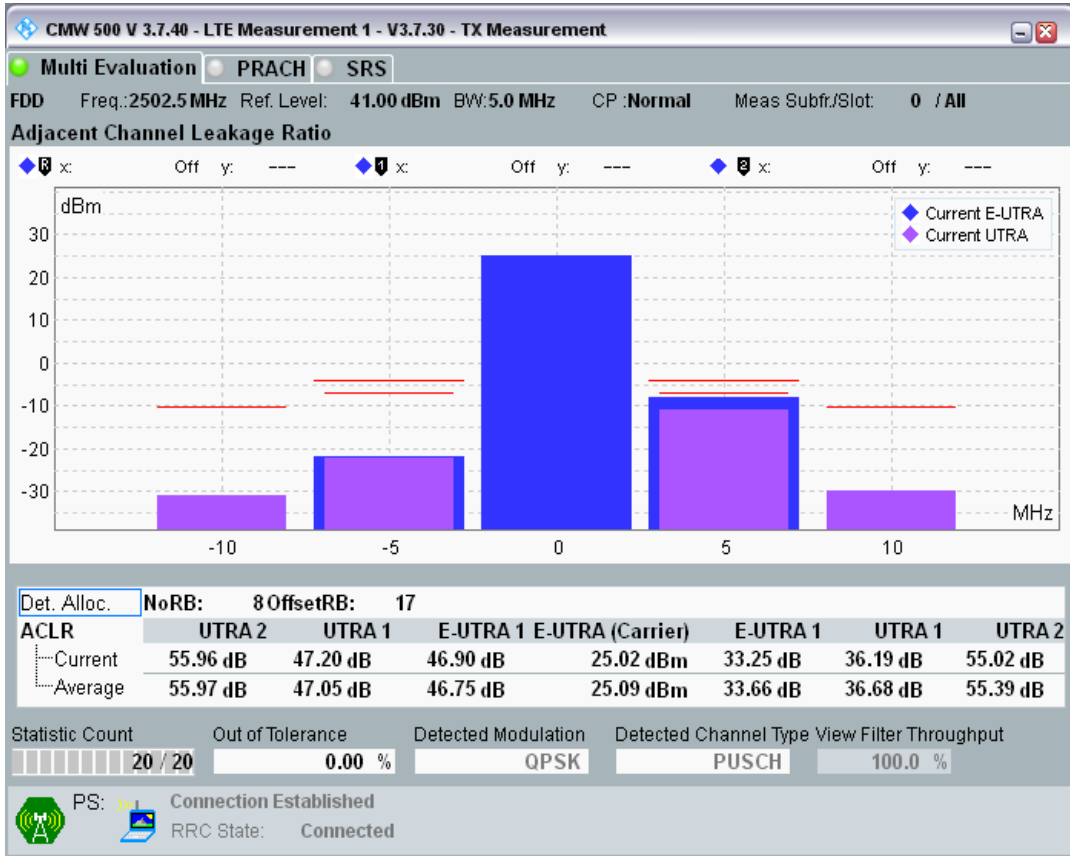 CMW 500 V 3.7.40 - LTE Measurement 1 - V3.7.30 - TX Measurement
Multi Evaluation PRACH SRS
FDD Freq.:2502.5 MHz Ref. Level: 41.00 dBm BW:5.0 MHz CP :Normal Meas Subfr./Slot: 0 / All
Adjacent Channel Leakage Ratio
R x: Off y: --- 1 x: Off y: --- 2 x: Off y: ---
dBm
Current E-UTRA
Current UTRA
30
20
10
0
-10
-20
-30
MHz
-10 -5 0 5 10
Det. Alloc. NoRB: 8 OffsetRB: 17
ACLR UTRA 2 UTRA 1 E-UTRA 1 E-UTRA (Carrier) E-UTRA 1 UTRA 1 UTRA 2
Current 55.96 dB 47.20 dB 46.90 dB 25.02 dBm 33.25 dB 36.19 dB 55.02 dB
Average 55.97 dB 47.05 dB 46.75 dB 25.09 dBm 33.66 dB 36.68 dB 55.39 dB
Statistic Count Out of Tolerance Detected Modulation Detected Channel Type View Filter Throughput
20 / 20 0.00 % QPSK PUSCH 100.0 %
PS: Connection Established
RRC State: Connected